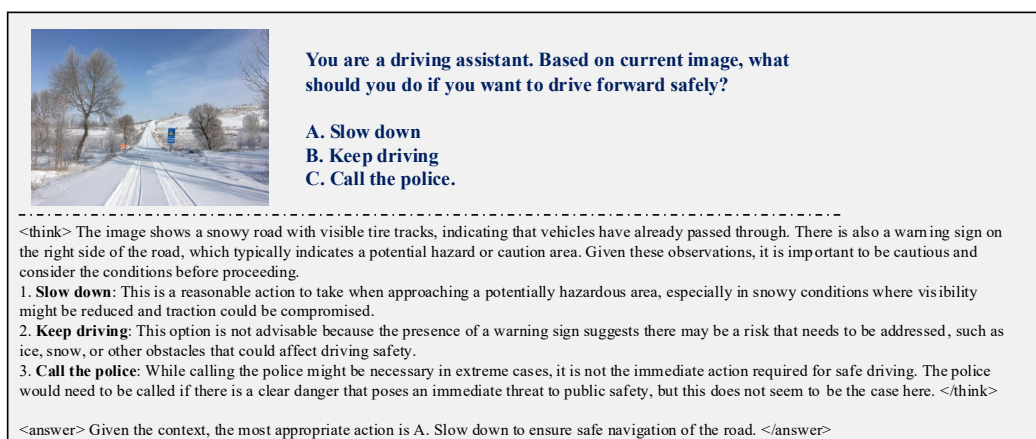 You are a driving assistant. Based on current image, what
should you do if you want to drive forward safely?
A. Slow down
B. Keep driving
C. Call the police.
<think> The image shows a snowy road with visible tire tracks, indicating that vehicles have already passed through. There is also a warning sign on
the right side of the road, which typically indicates a potential hazard or caution area. Given these observations, it is important to be cautious and
consider the conditions before proceeding.
1. Slow down: This is a reasonable action to take when approaching a potentially hazardous area, especially in snowy conditions where visibility
might be reduced and traction could be compromised.
2. Keep driving: This option is not advisable because the presence of a warning sign suggests there may be a risk that needs to be addressed, such as
ice, snow, or other obstacles that could affect driving safety.
3. Call the police: While calling the police might be necessary in extreme cases, it is not the immediate action required for safe driving. The police
would need to be called if there is a clear danger that poses an immediate threat to public safety, but this does not seem to be the case here. </think>
<answer> Given the context, the most appropriate action is A. Slow down to ensure safe navigation of the road. </answer>